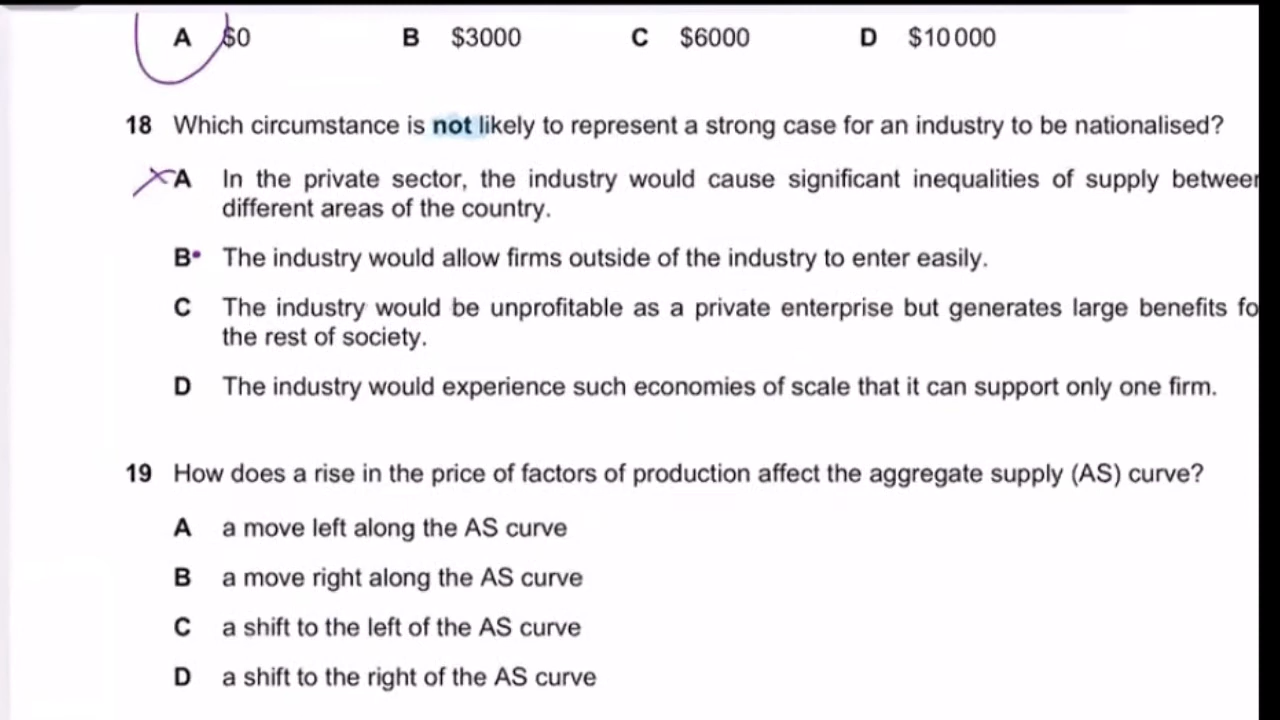 A $0 B $3000 C $6000 D $10 000
18 Which circumstance is not likely to represent a strong case for an industry to be nationalised?
A In the private sector, the industry would cause significant inequalities of supply between
different areas of the country.
B The industry would allow firms outside of the industry to enter easily.
C The industry would be unprofitable as a private enterprise but generates large benefits fo
the rest of society.
D The industry would experience such economies of scale that it can support only one firm.
19 How does a rise in the price of factors of production affect the aggregate supply (AS) curve?
A a move left along the AS curve
B a move right along the AS curve
C a shift to the left of the AS curve
D a shift to the right of the AS curve